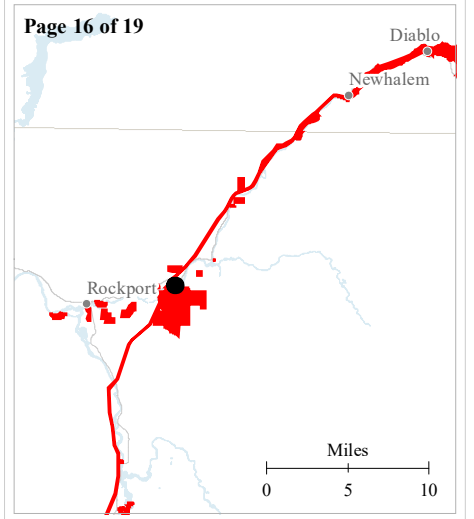 Page 16 of 19
Diablo
Newhalem
Rockport
Miles
0 5 10